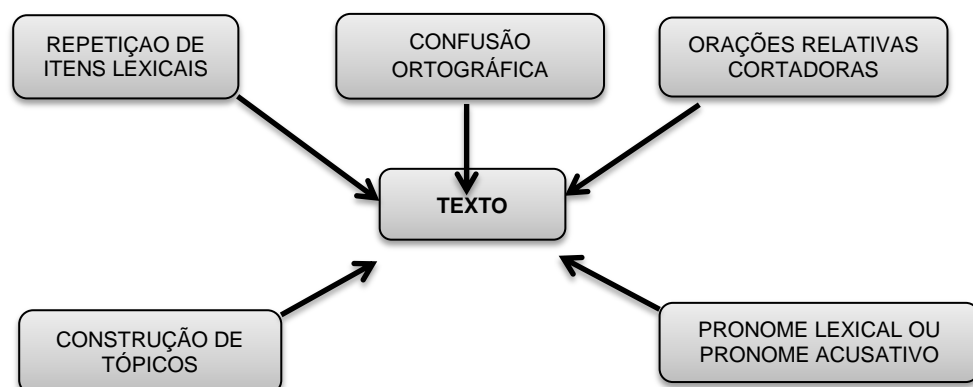 REPETIÇAO DE
ITENS LEXICAIS
CONFUSÃO
ORTOGRÁFICA
ORAÇÕES RELATIVAS
CORTADORAS
TEXTO
CONSTRUÇÃO DE
TÓPICOS
PRONOME LEXICAL OU
PRONOME ACUSATIVO